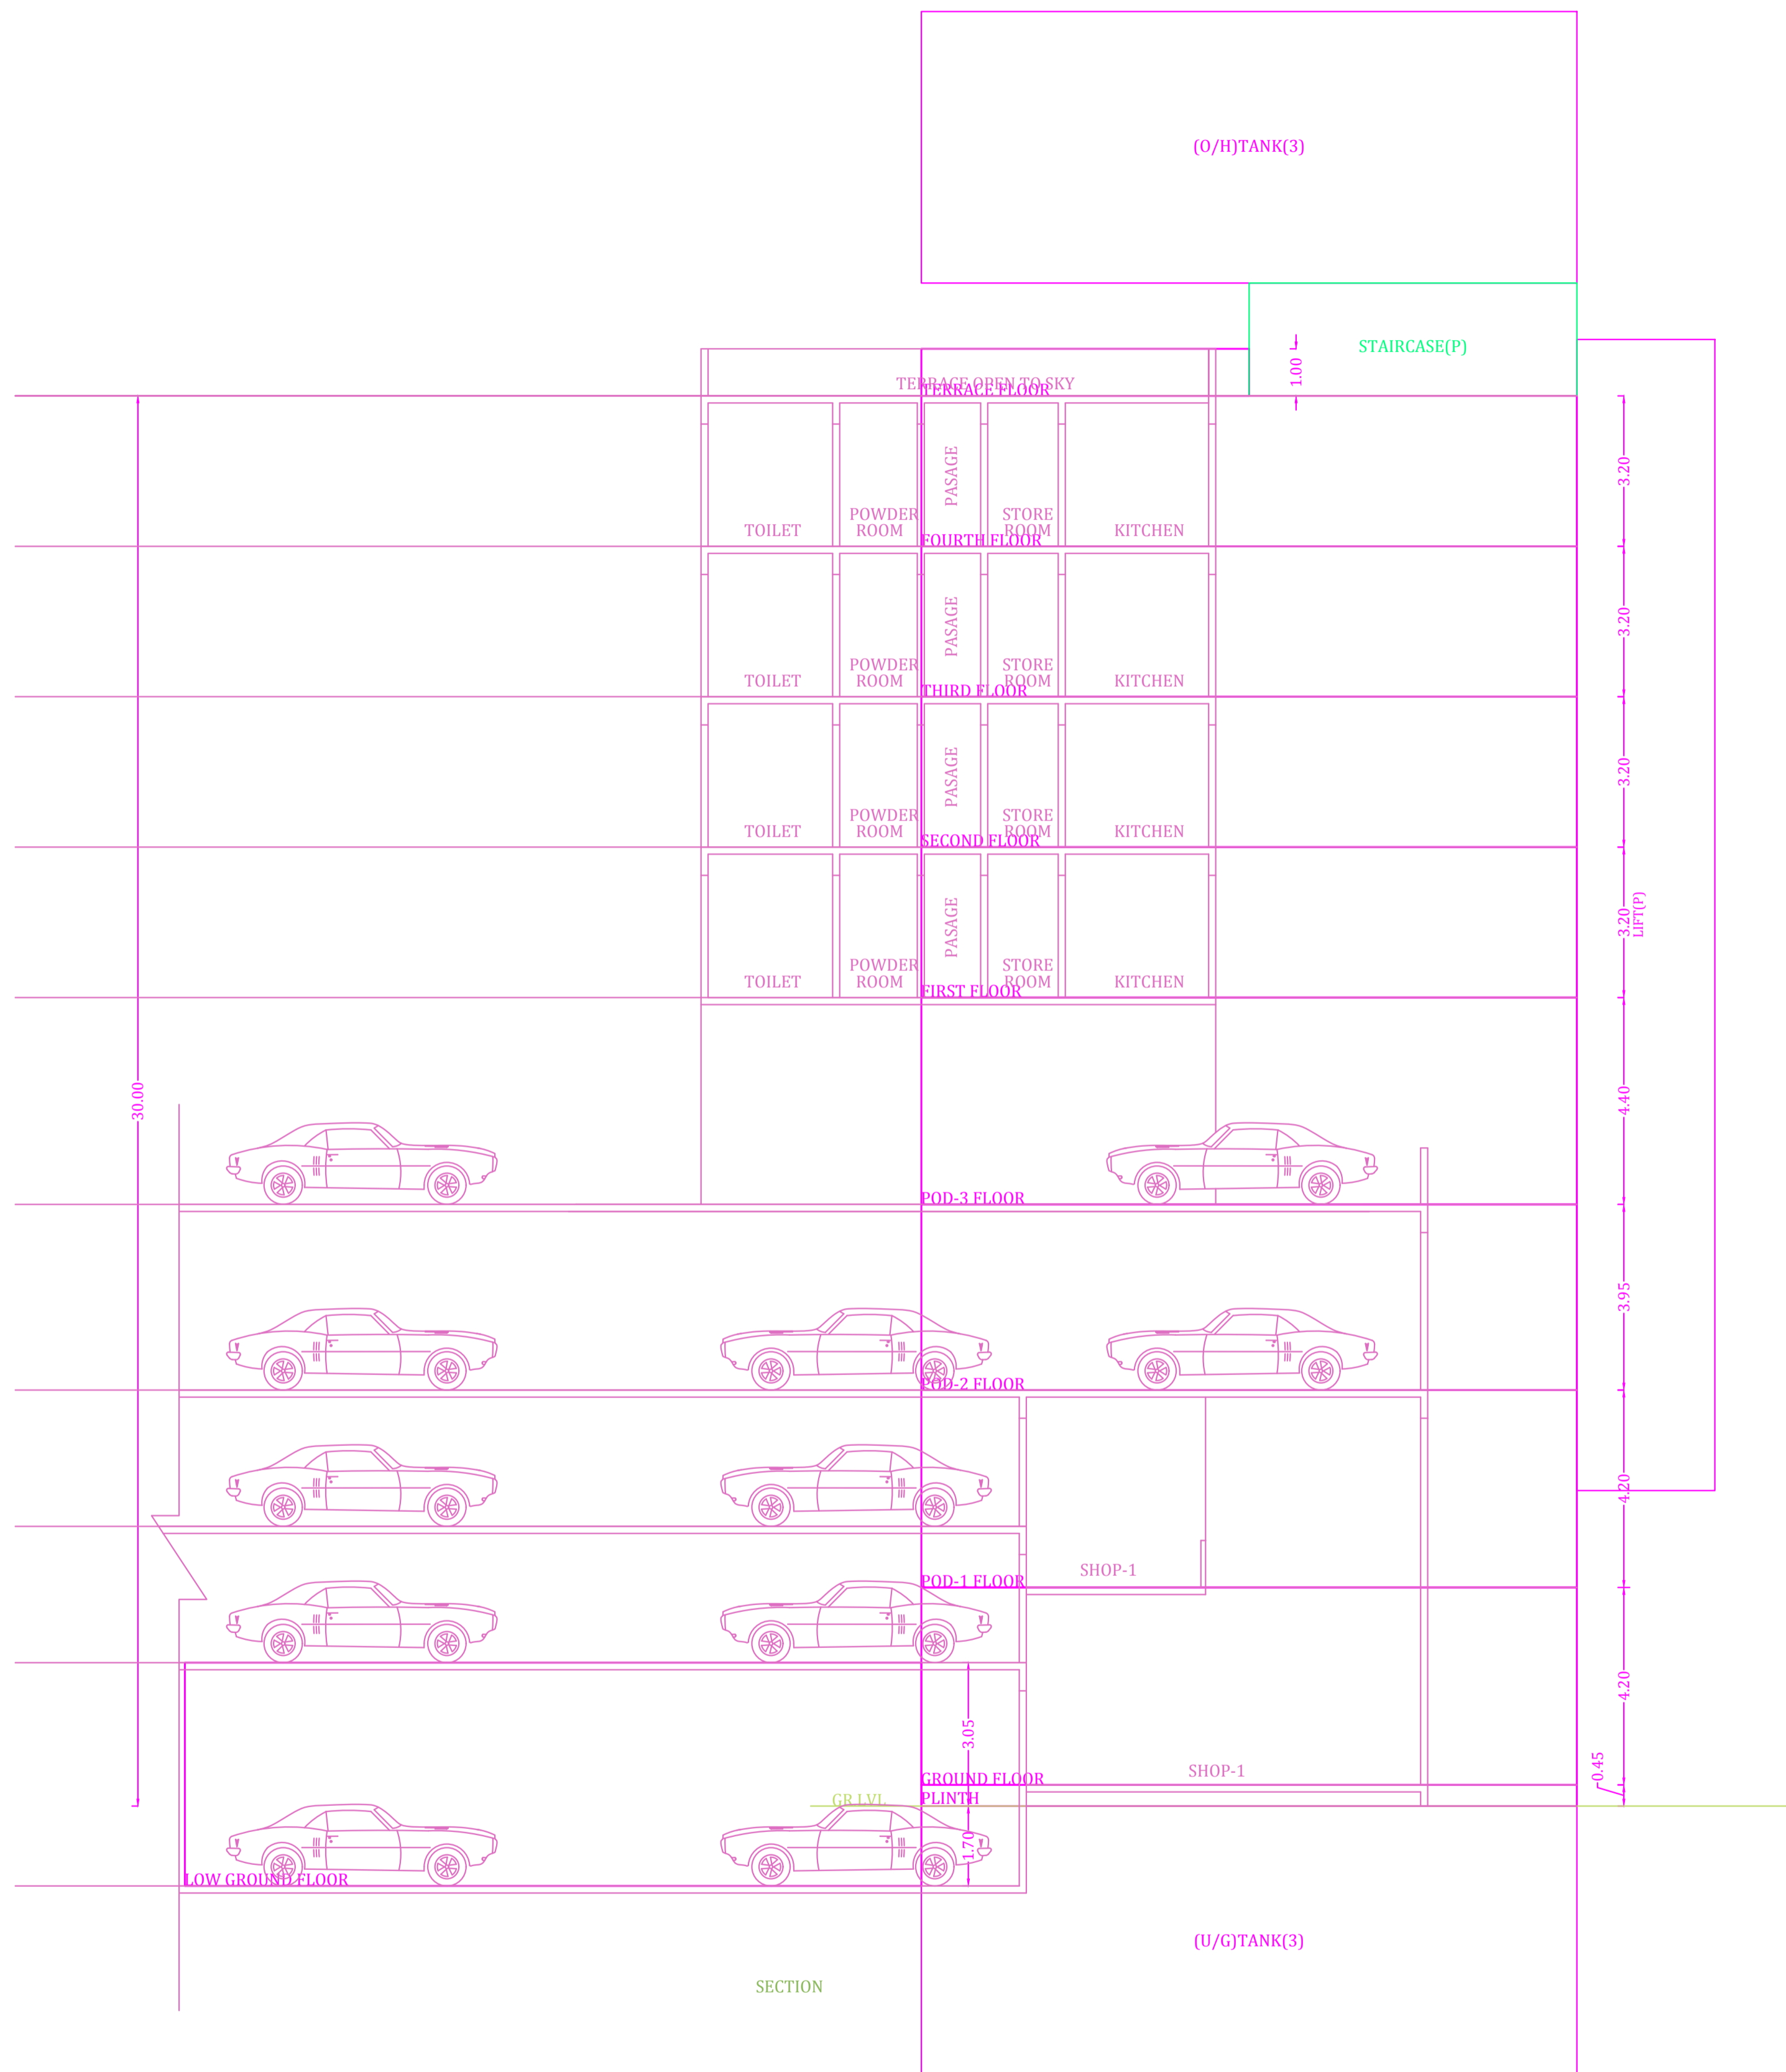 (O/H)TANK(3)
STAIRCASE(P)
1.00
TERRACE OPEN TO SKY
TERRACE FLOOR
3.20
PASAGE
TOILET
POWDER
ROOM
STORE
ROOM
KITCHEN
FOURTH FLOOR
3.20
PASAGE
TOILET
POWDER
ROOM
STORE
ROOM
KITCHEN
THIRD FLOOR
3.20
PASAGE
TOILET
POWDER
ROOM
STORE
ROOM
KITCHEN
SECOND FLOOR
3.20
LIFT(P)
PASAGE
TOILET
POWDER
ROOM
STORE
ROOM
KITCHEN
FIRST FLOOR
30.00
4.40
POD-3 FLOOR
3.95
POD-2 FLOOR
4.20
SHOP-1
POD-1 FLOOR
4.20
3.05
SHOP-1
0.45
GROUND FLOOR
GR.LVL
PLINTH
1.70
LOW GROUND FLOOR
(U/G)TANK(3)
SECTION